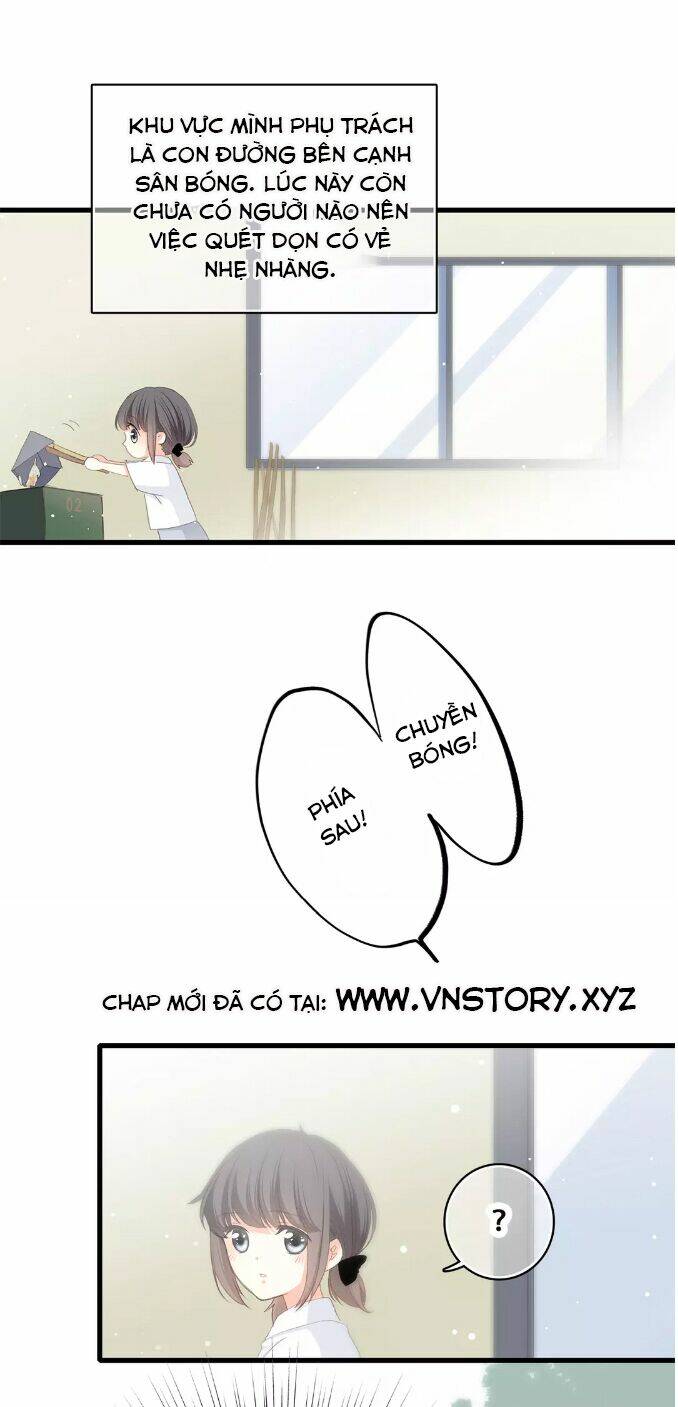 KHU VỰC MÌNH PHỤ TRÁCH
LÀ CON ĐƯỜNG BÊN CẠNH
SÂN BÓNG. LÚC NÀY CÒN
CHƯA CÓ NGƯỜI NÀO NÊN
VIỆC QUÉT DỌN CÓ VẺ
NHẸ NHÀNG.
02
CHUYỀN
BÓNG!
PHÍA
SAU!
CHAP MỚI ĐÃ CÓ TẠI: WWW.VNSTORY.XYZ
?